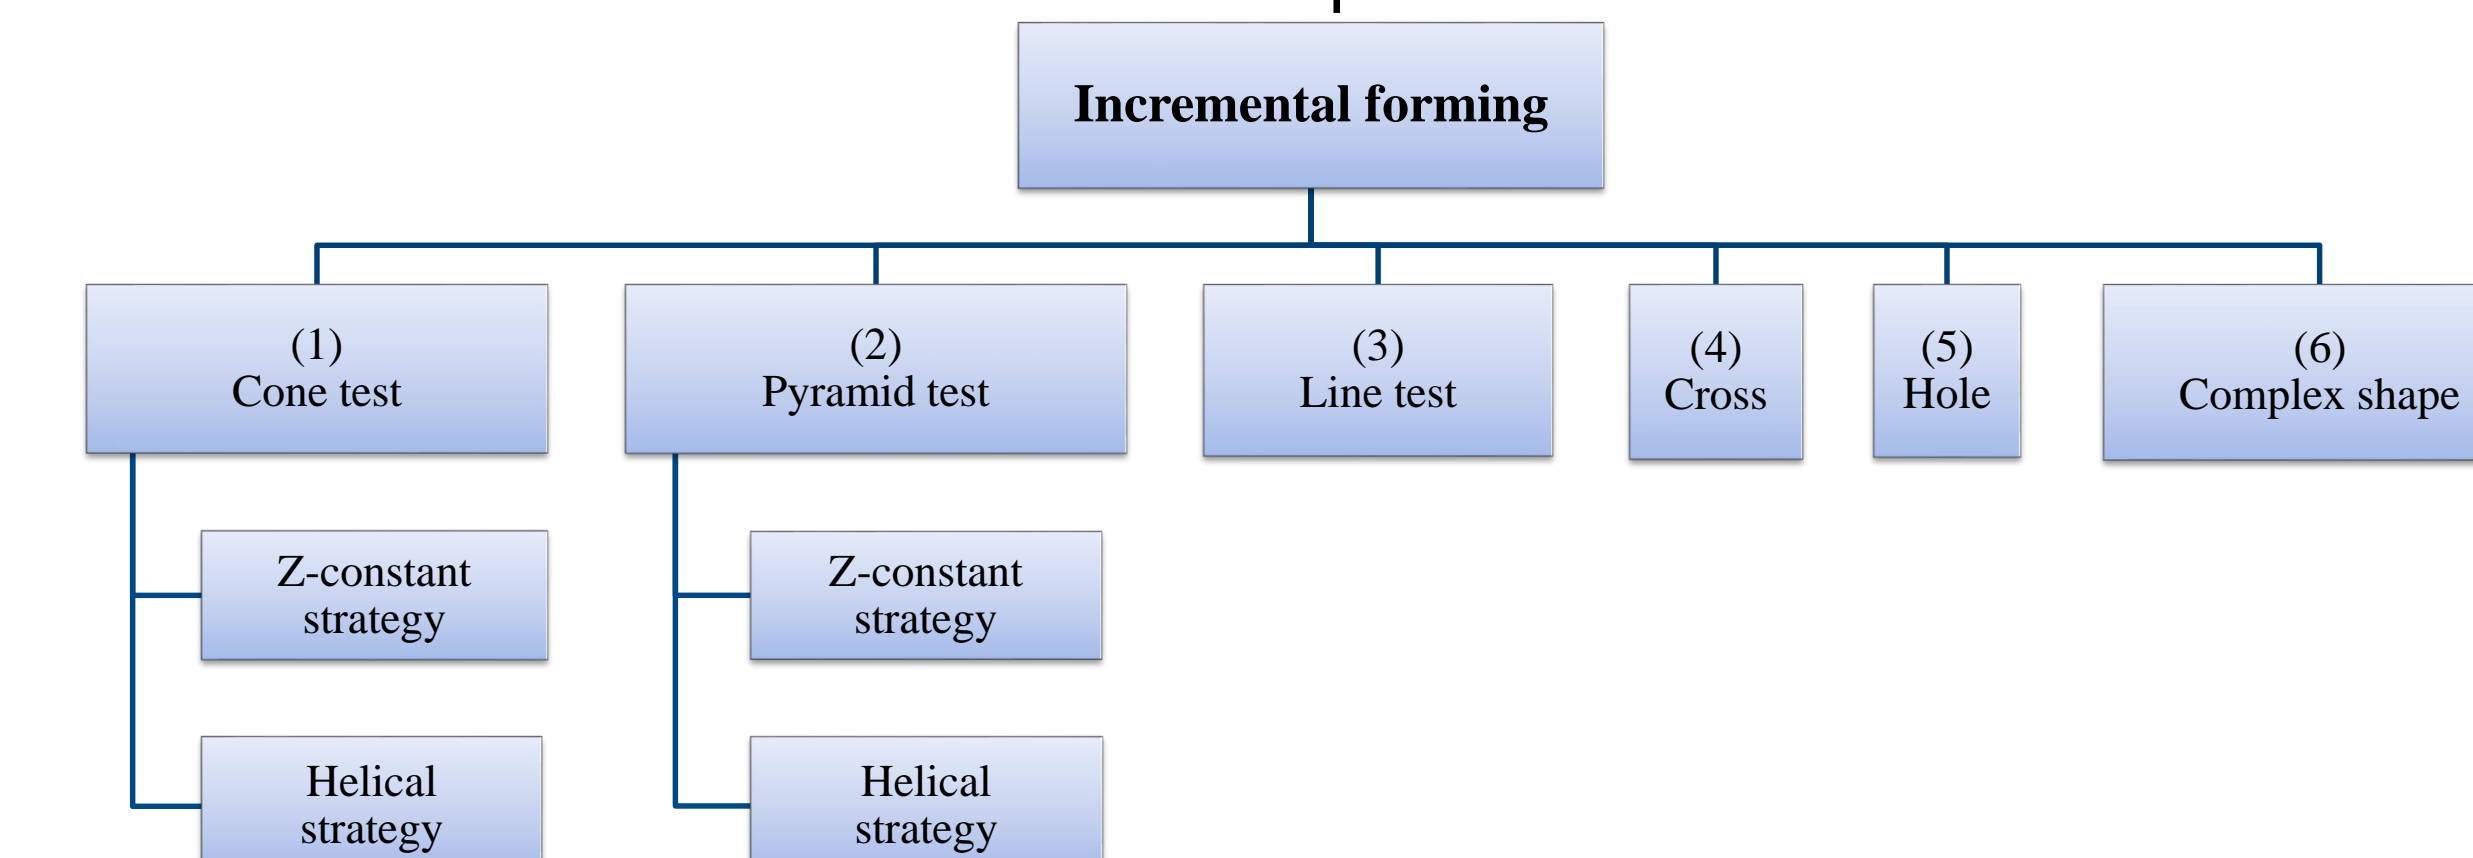 Incremental forming
(1)
Cone test
(2)
Pyramid test
(3)
Line test
(4)
Cross
(5)
Hole
(6)
Complex shape
Z-constant
strategy
Z-constant
strategy
Helical
strategy
Helical
strategy